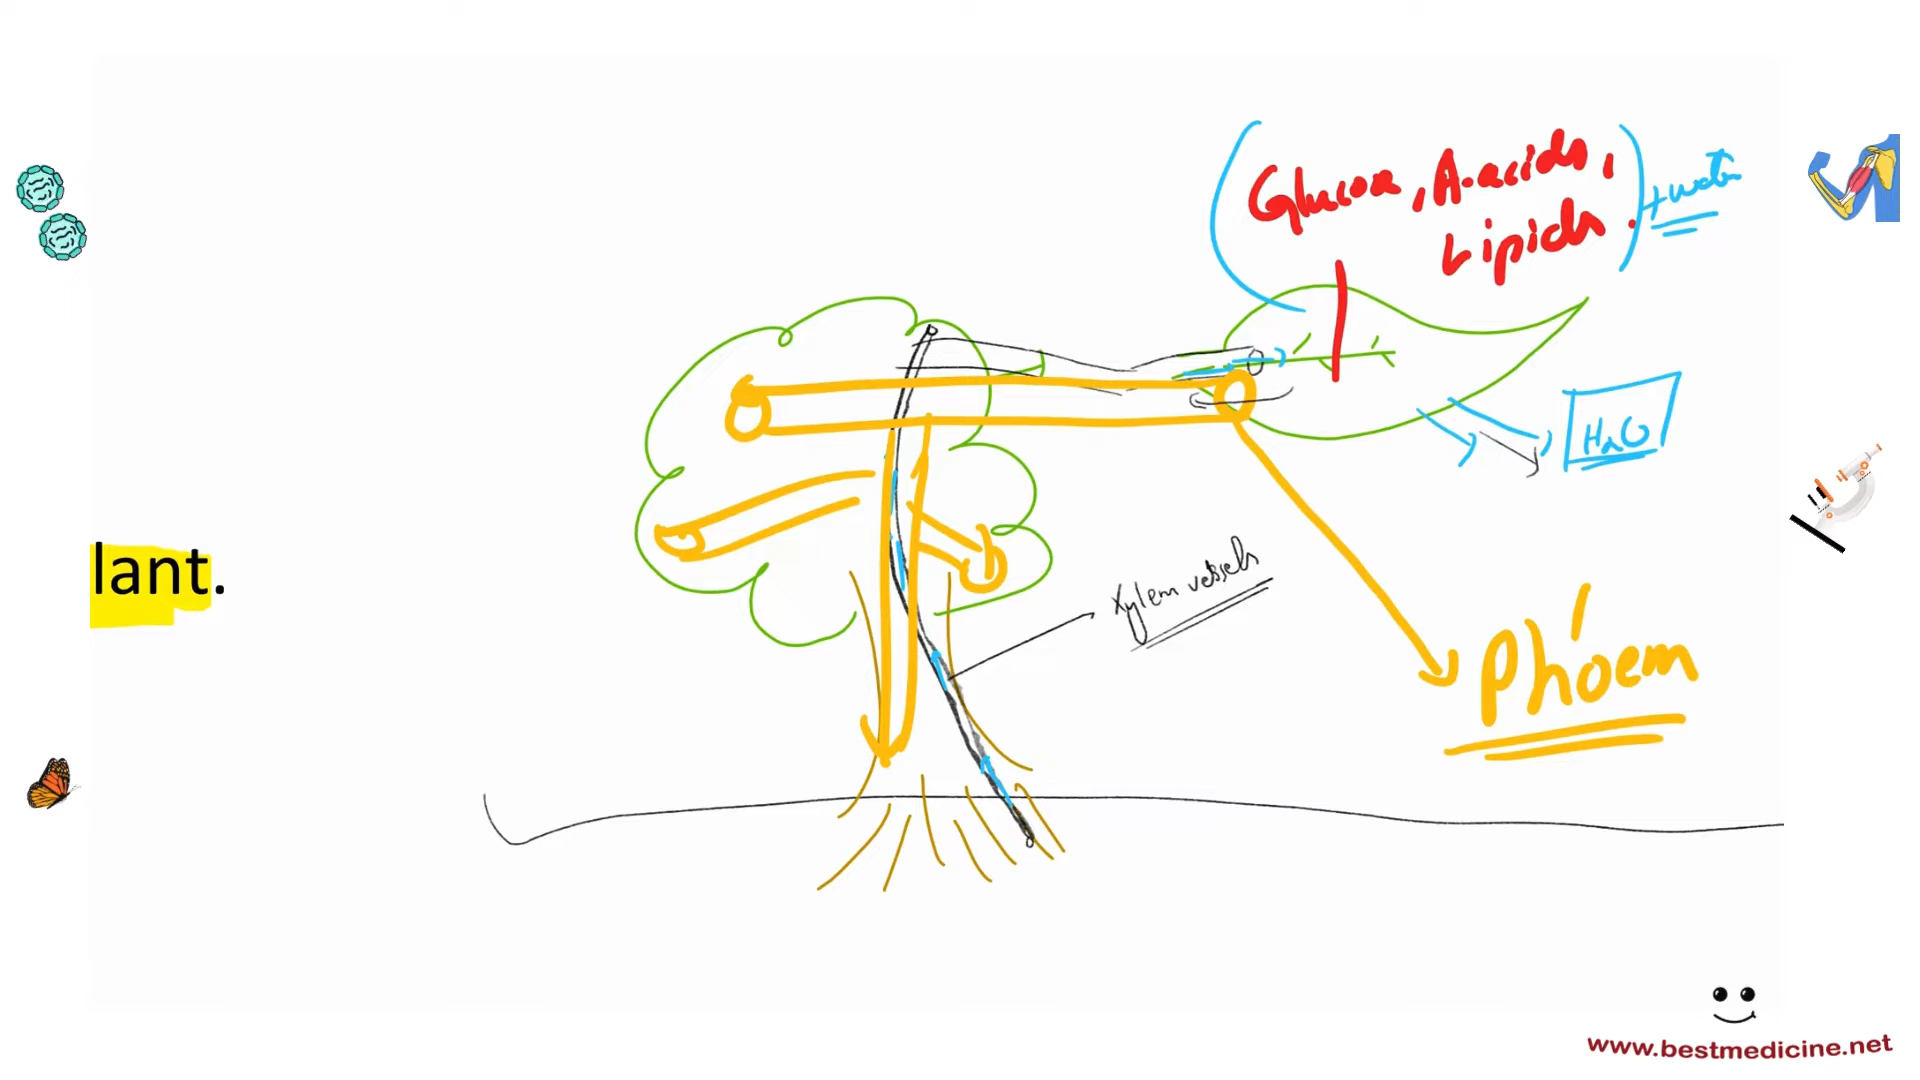 Glucose, A.acids,
Lipids.
+ water
H2O
Xylem vessels
lant.
Phloem
www.bestmedicine.net